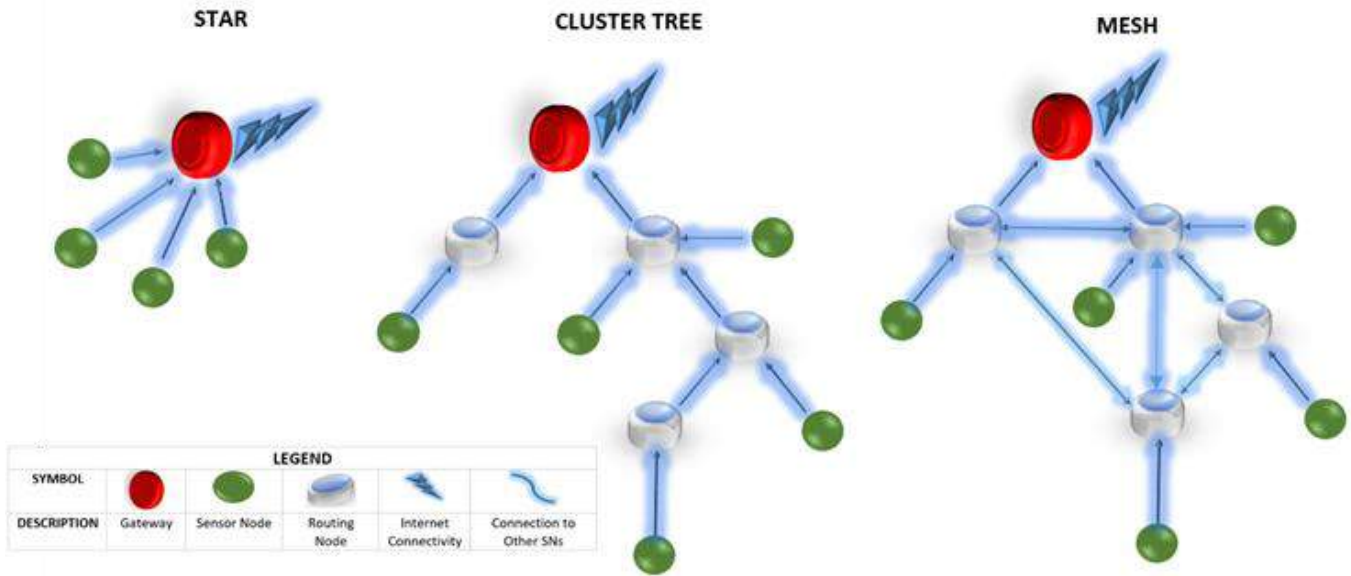 STAR
CLUSTER TREE
MESH
LEGEND
SYMBOL
DESCRIPTION
Gateway
Sensor Node
Routing
Node
Internet
Connectivity
Connection to
Other SNs